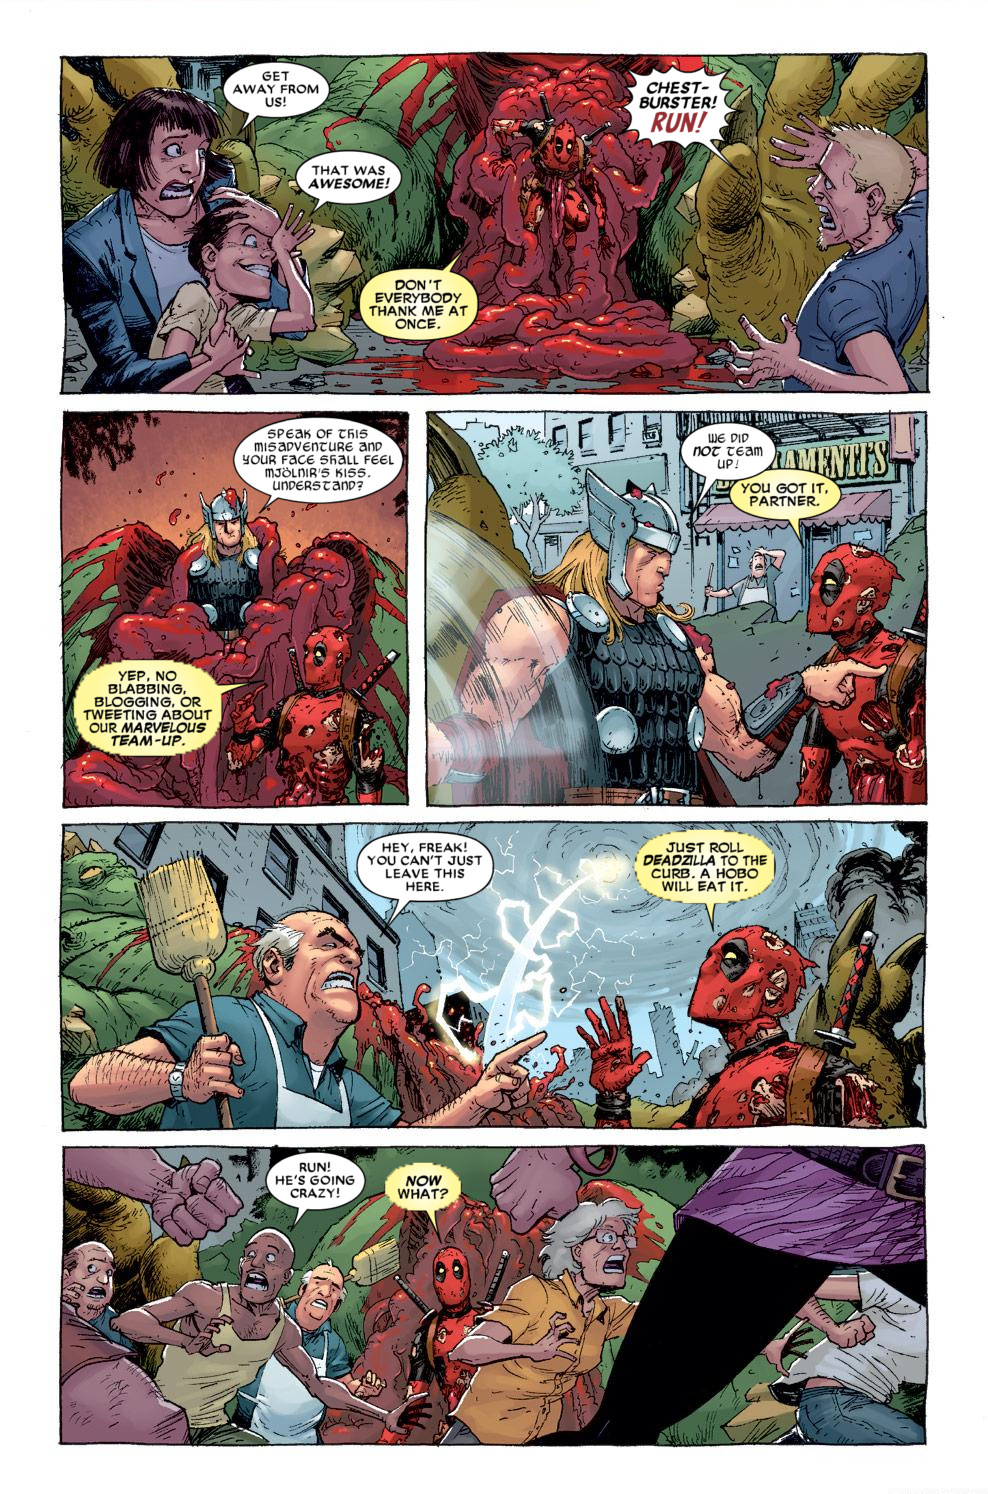 GET
AWAY FROM
US!
THAT WAS
AWESOME!
CHEST-
BURSTER!
RUN!
DON'T
EVERYBODY
THANK ME AT
ONCE.
SPEAK OF THIS
MISADVENTURE AND
YOUR FACE SHALL FEEL
MJÖLNIR'S KISS.
UNDERSTAND?
YEP, NO
BLABBING,
BLOGGING, OR
TWEETING ABOUT
OUR MARVELOUS
TEAM-UP.
WE DID
NOT TEAM
UP!
YOU GOT IT,
PARTNER.
AMENTI'S
HEY, FREAK!
YOU CAN'T JUST
LEAVE THIS
HERE.
JUST ROLL
DEADZILLA TO THE
CURB. A HOBO
WILL EAT IT.
RUN!
HE'S GOING
CRAZY!
NOW
WHAT?